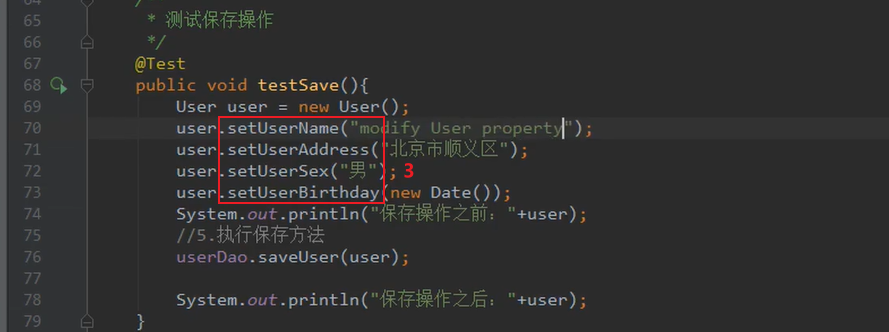 64 /**
65 * 测试保存操作
66 */
67 @Test
68 public void testSave(){
69 User user = new User();
70 user.setUserName("modify User property");
71 user.setUserAddress("北京市顺义区");
72 user.setUserSex("男"); 3
73 user.setUserBirthday(new Date());
74 System.out.println("保存操作之前："+user);
75 //5.执行保存方法
76 userDao.saveUser(user);
77
78 System.out.println("保存操作之后："+user);
79 }